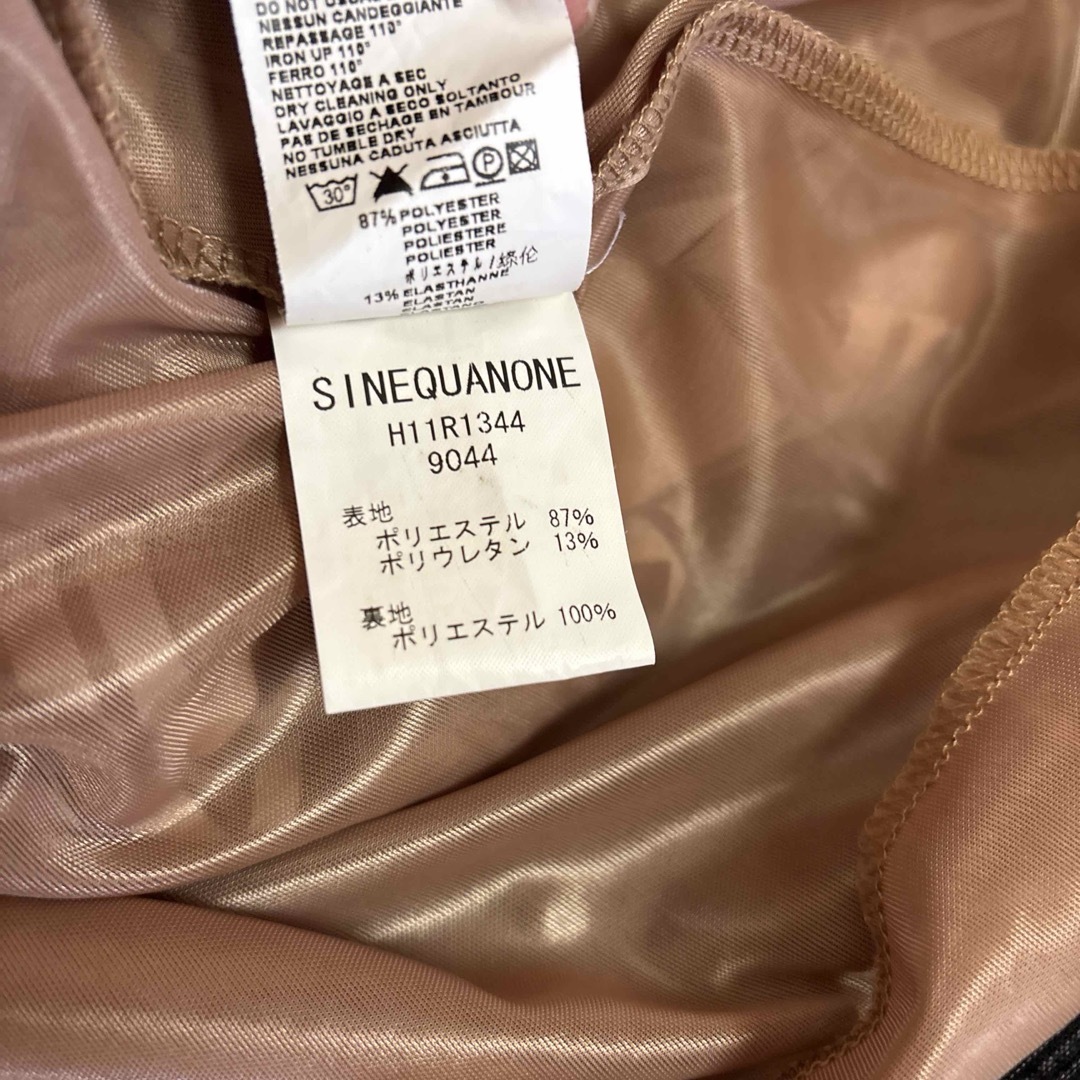 DO NOT
NESSUN CANDEGGIANTE
REPASSAGE 110°
IRON UP 110°
FERRO 110°
NETTOYAGE A SEC
DRY CLEANING ONLY
LAVAGGIO A SECO SOLTANTO
PAS DE SECHAGE EN TAMBOUR
NO TUMBLE DRY
NESSUNA CADUTA ASCIUTTA
30° P
87% POLYESTER
POLYESTER
POLIESTERE
POLIESTER
ポリエステル/绦伦
13% ELASTHANNE
ELASTAN
ELASTAN
SINEQUANONE
H11R1344
9044
表地
ポリエステル 87%
ポリウレタン 13%
裏地
ポリエステル 100%